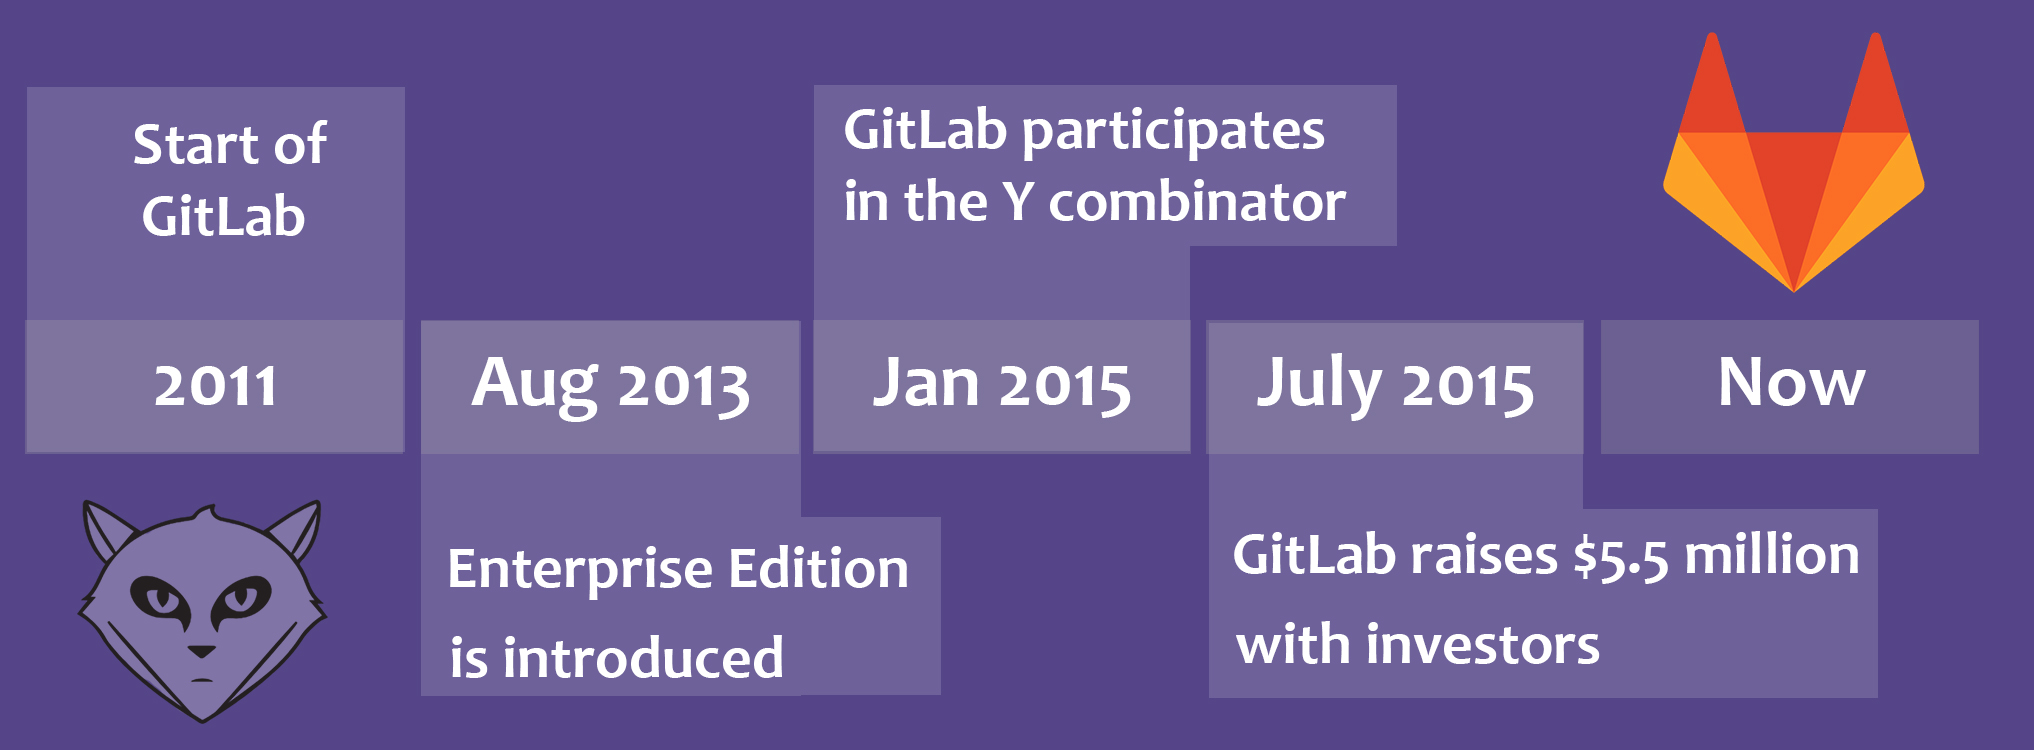 Start of
GitLab
2011
Aug 2013
Enterprise Edition
is introduced
GitLab participates
in the Y combinator
Jan 2015
July 2015
GitLab raises $5.5 million
with investors
Now